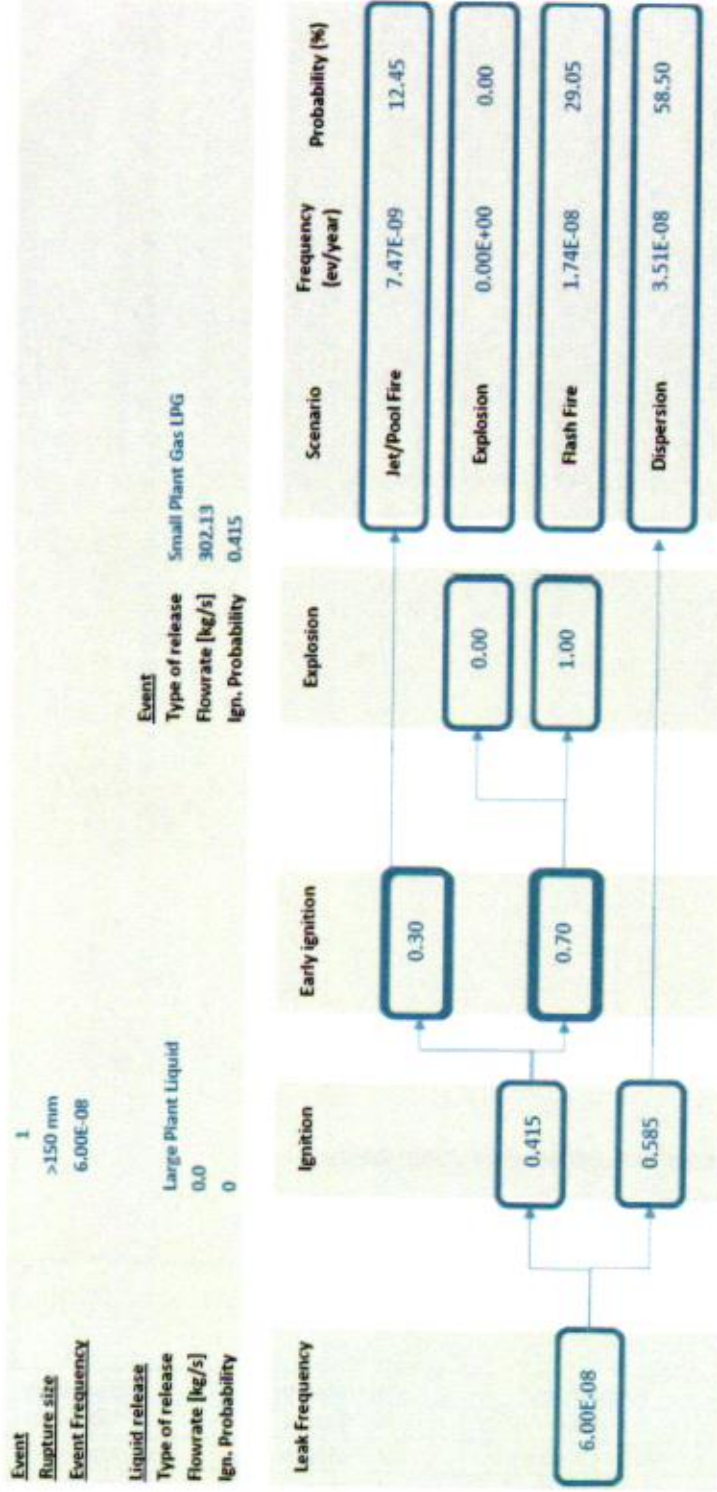 Event 1
Rupture size >150 mm
Event Frequency 6.00E-08
Liquid release Event
Type of release Large Plant Liquid Type of release Small Plant Gas LPG
Flowrate [kg/s] 0.0 Flowrate [kg/s] 302.13
Ign. Probability 0 Ign. Probability 0.415
Leak Frequency Ignition Early ignition Explosion Scenario Frequency (ev/year) Probability (%)
0.30 Jet/Pool Fire 7.47E-09 12.45
0.415 0.00 Explosion 0.00E+00 0.00
6.00E-08 0.70 1.00 Flash Fire 1.74E-08 29.05
0.585 Dispersion 3.51E-08 58.50